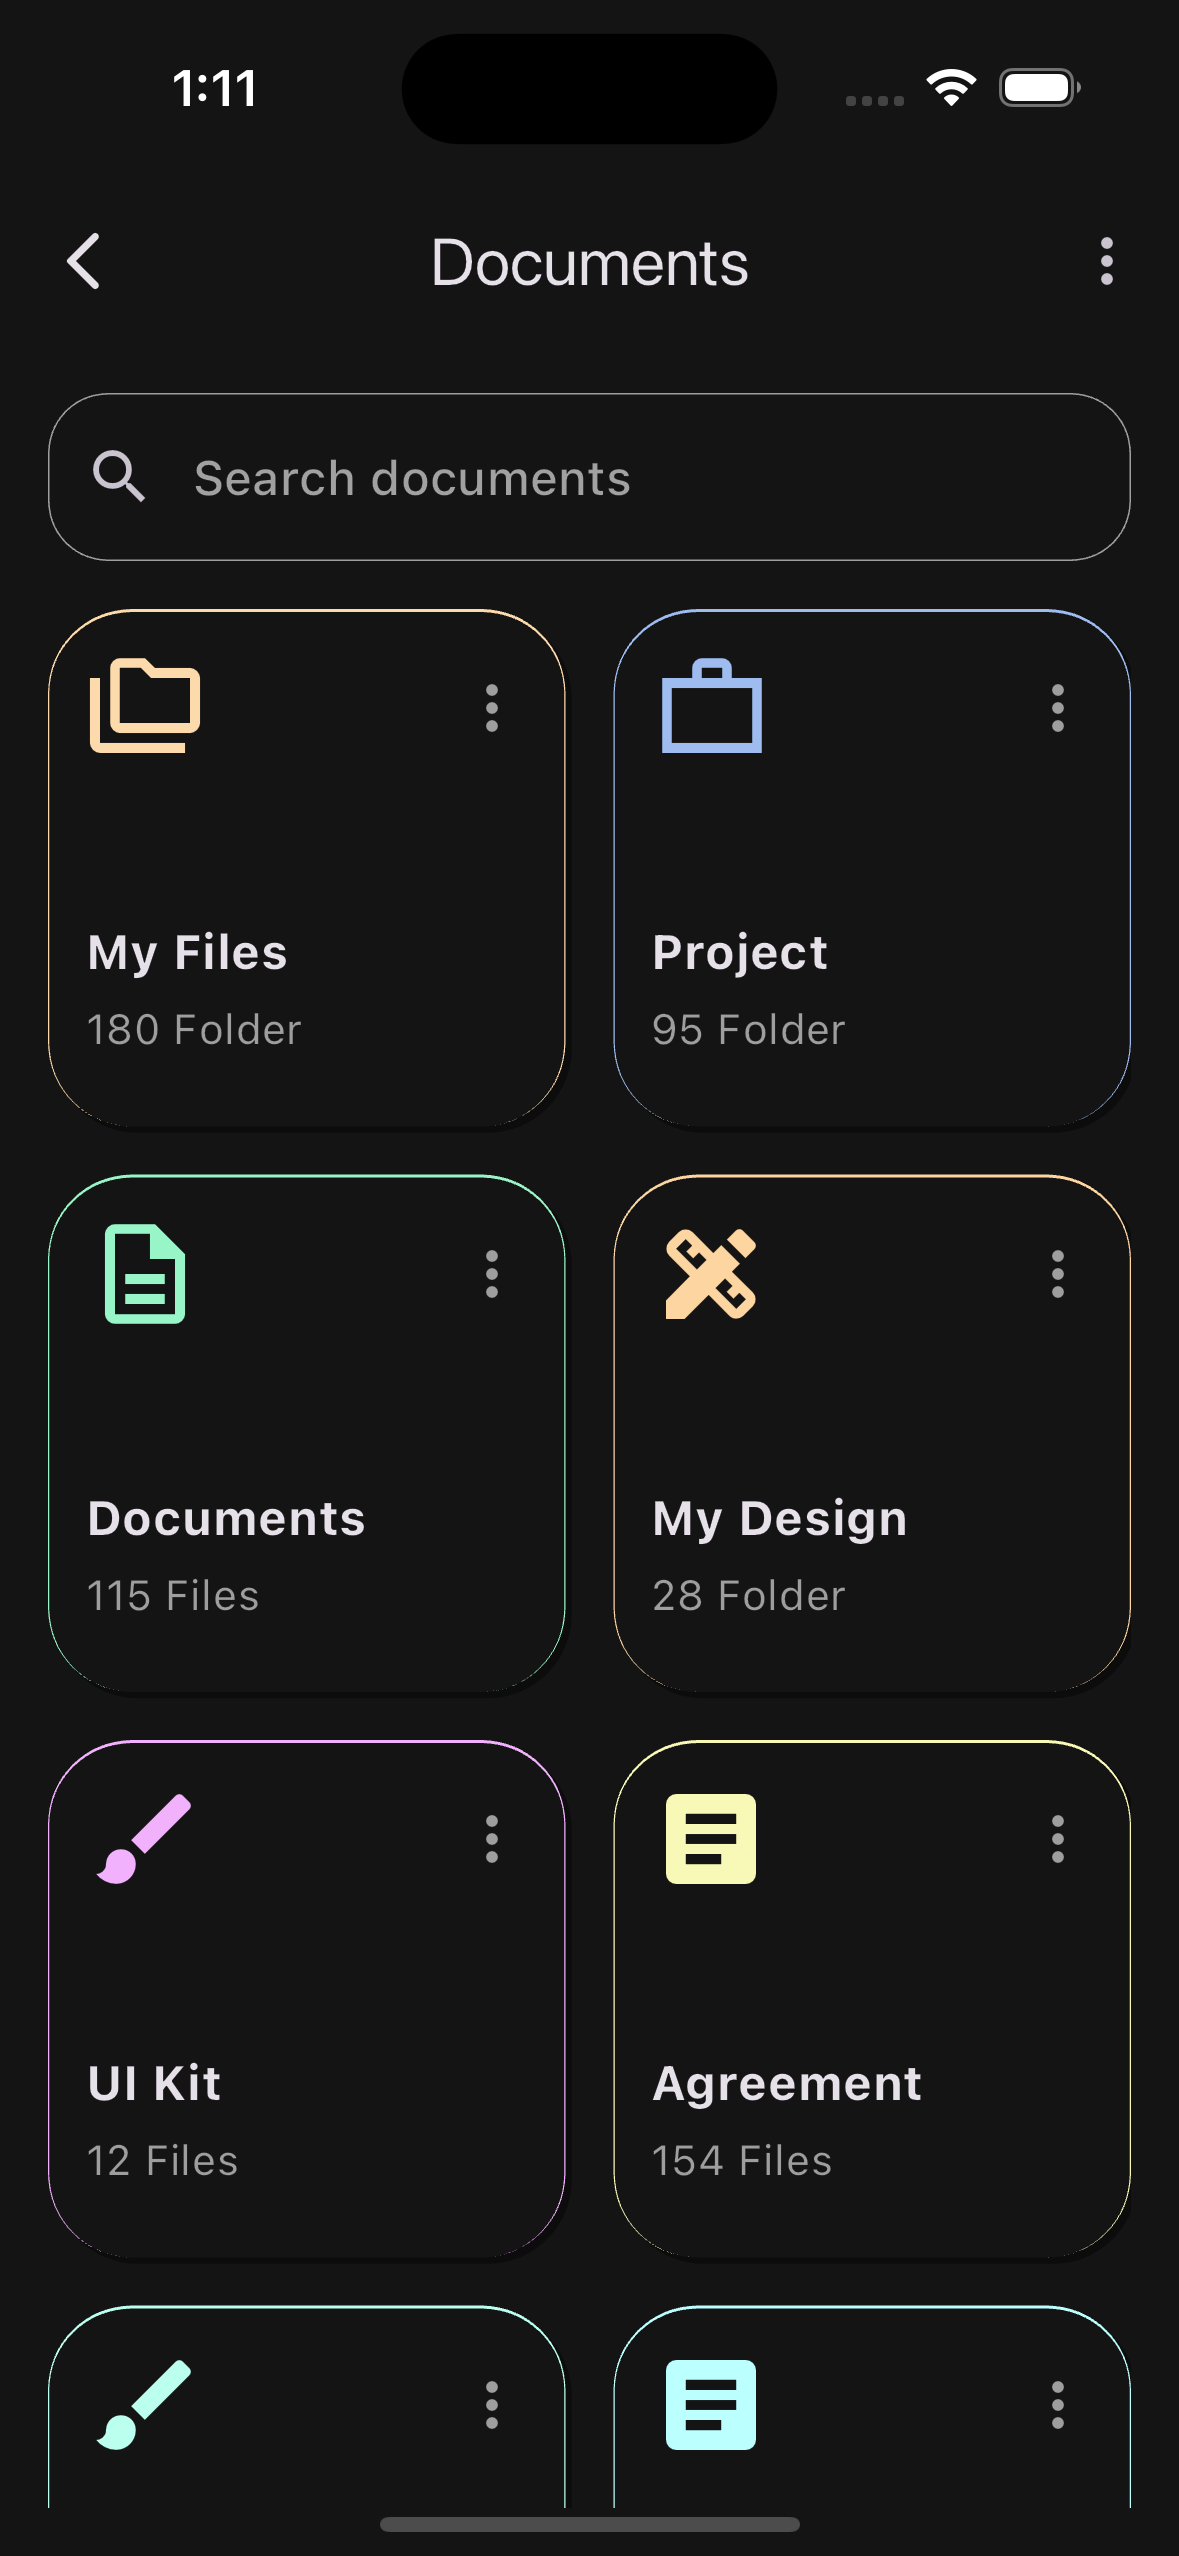 1:11
Documents
Search documents
My Files
180 Folder
Project
95 Folder
Documents
115 Files
My Design
28 Folder
UI Kit
12 Files
Agreement
154 Files